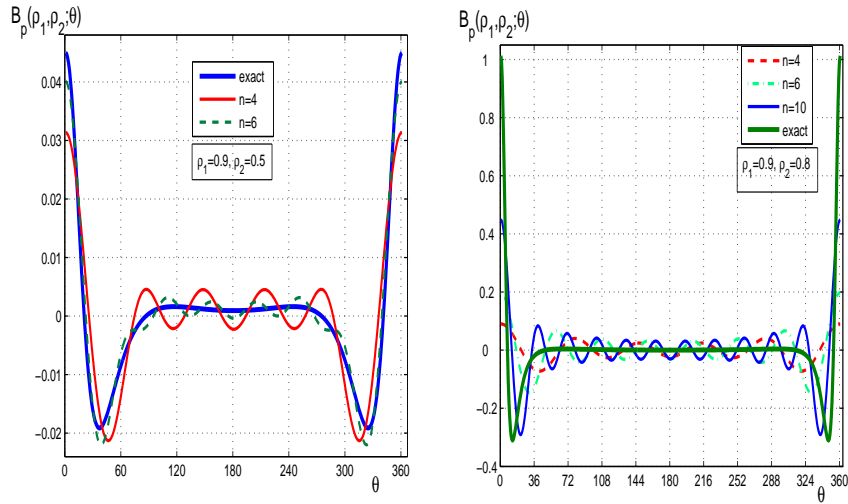 B_p(ρ_1,ρ_2;θ)
0.04
0.03
0.02
0.01
0
−0.01
−0.02
exact
n=4
n=6
ρ_1=0.9, ρ_2=0.5
0 60 120 180 240 300 360
θ
B_p(ρ_1,ρ_2;θ)
1
0.8
0.6
0.4
0.2
0
−0.2
−0.4
n=4
n=6
n=10
exact
ρ_1=0.9, ρ_2=0.8
0 36 72 108 144 180 216 252 288 324 360
θ